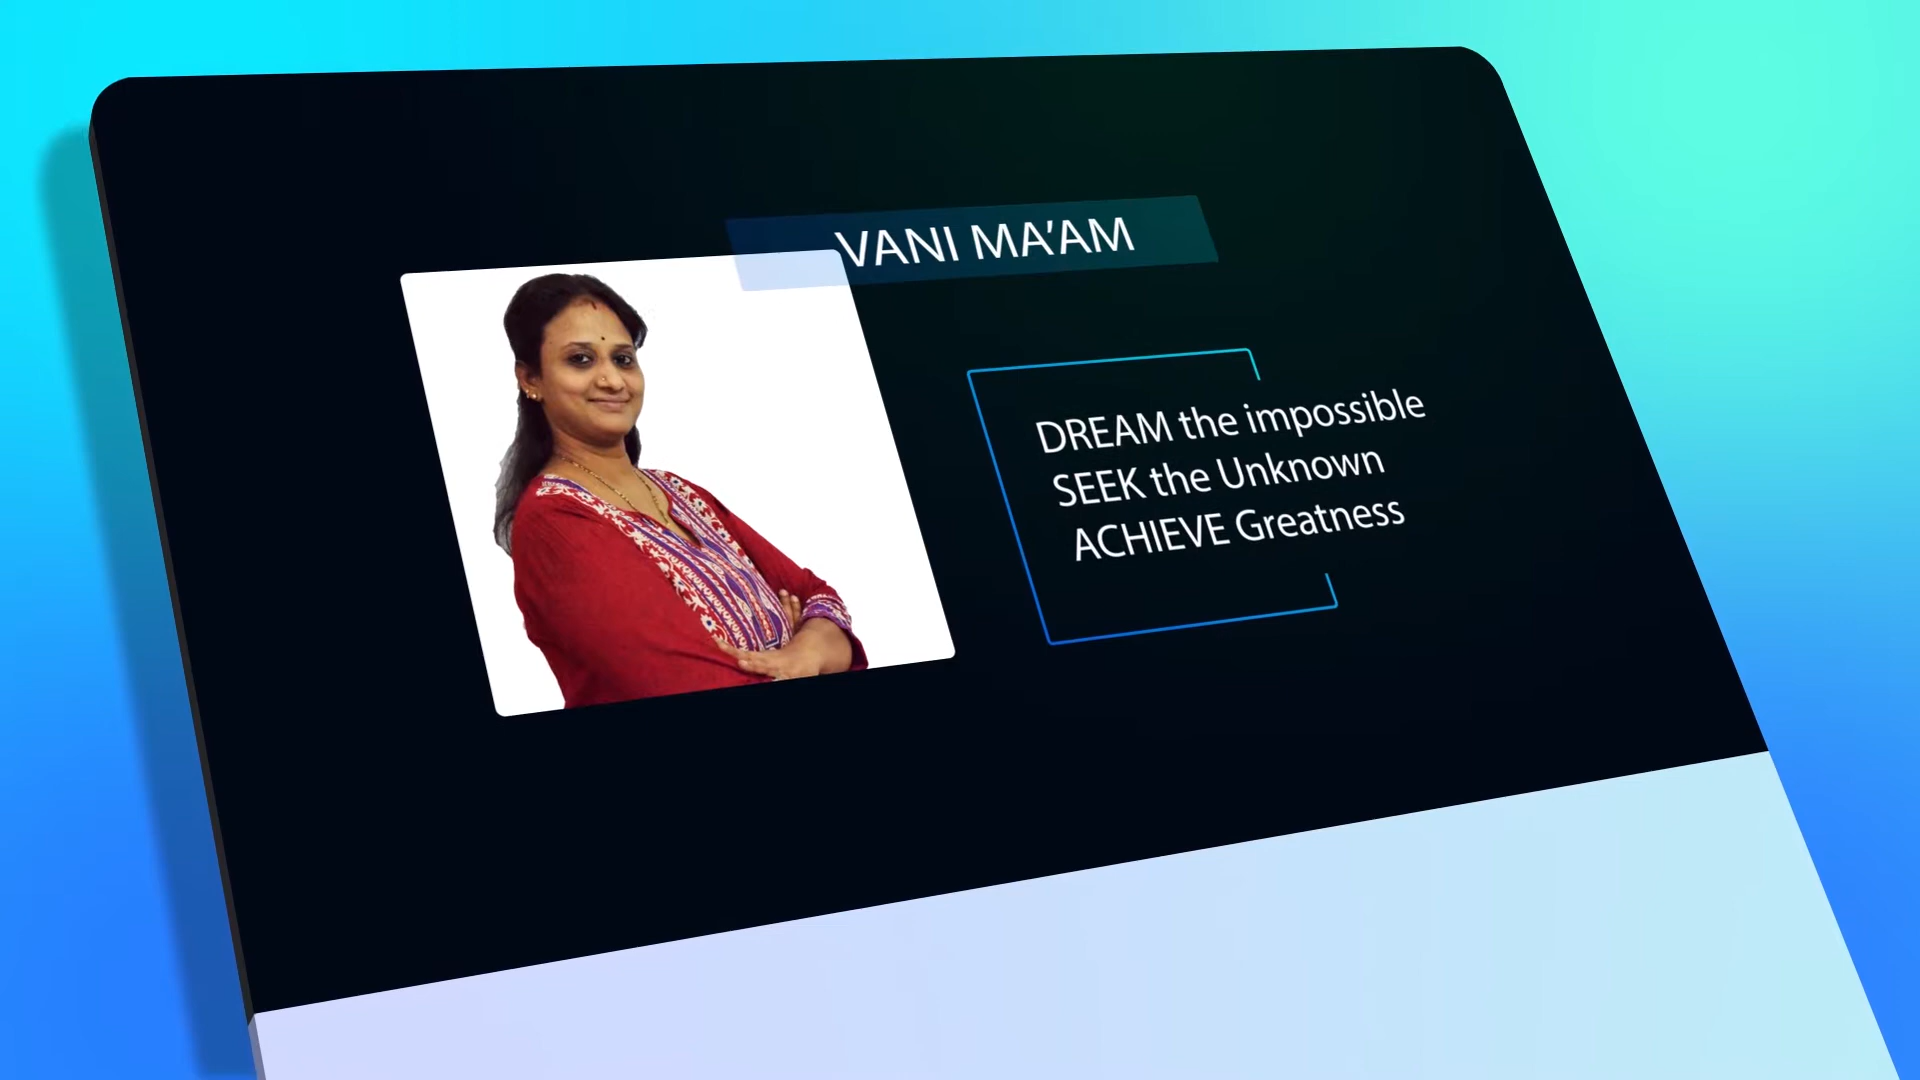 VANI MA’AM
DREAM the impossible
SEEK the Unknown
ACHIEVE Greatness